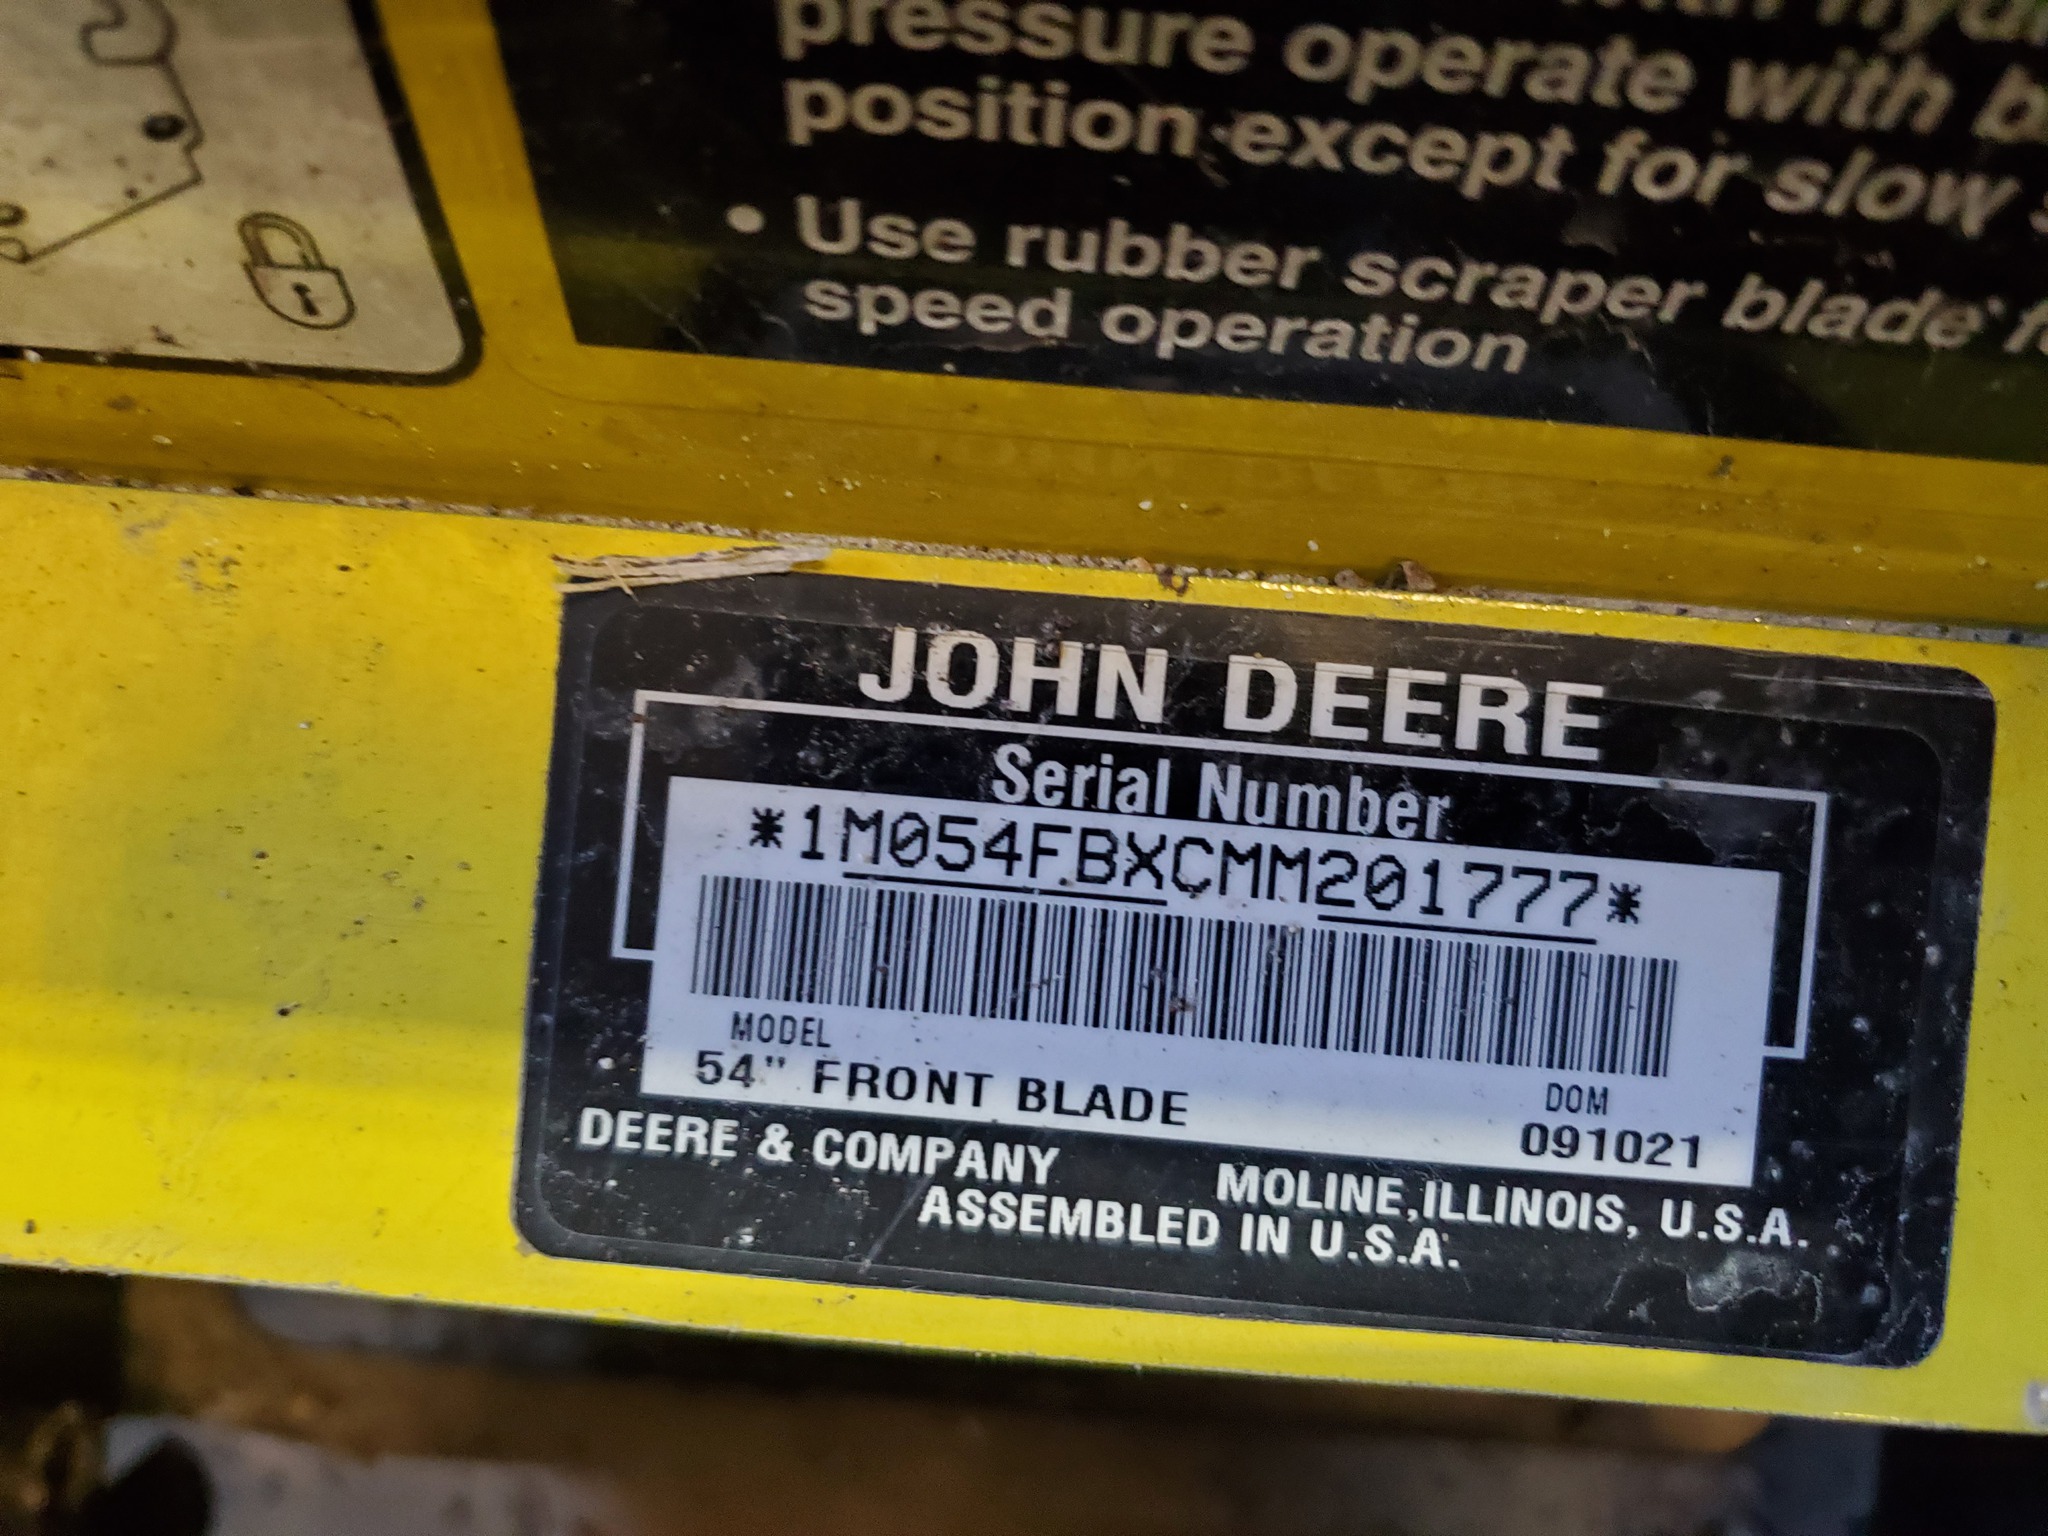 pressure operate with
position except for slow
• Use rubber scraper blade
speed operation
JOHN DEERE
Serial Number
*1M054FBXCMM201777*
MODEL
54" FRONT BLADE
DOM
091021
DEERE & COMPANY
MOLINE, ILLINOIS, U.S.A.
ASSEMBLED IN U.S.A.